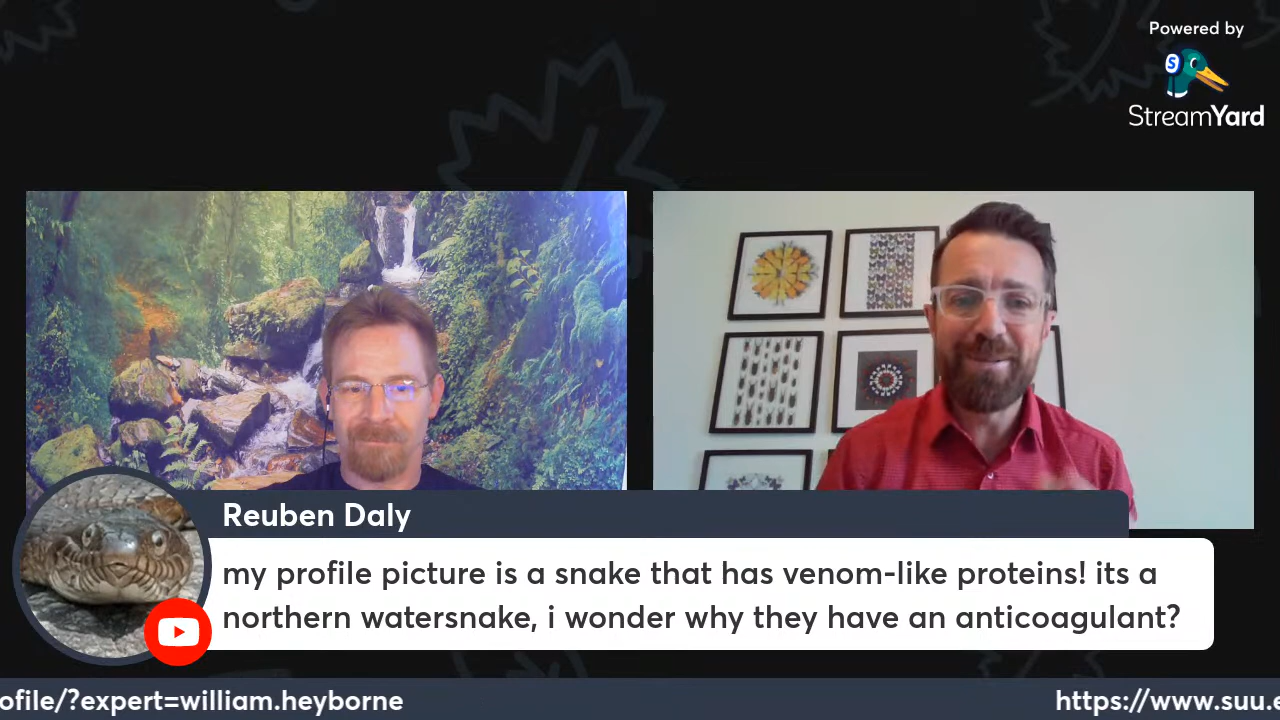 Powered by
S
StreamYard
Reuben Daly
my profile picture is a snake that has venom-like proteins! its a
northern watersnake, i wonder why they have an anticoagulant?
ofile/?expert=william.heyborne
https://www.suu.e